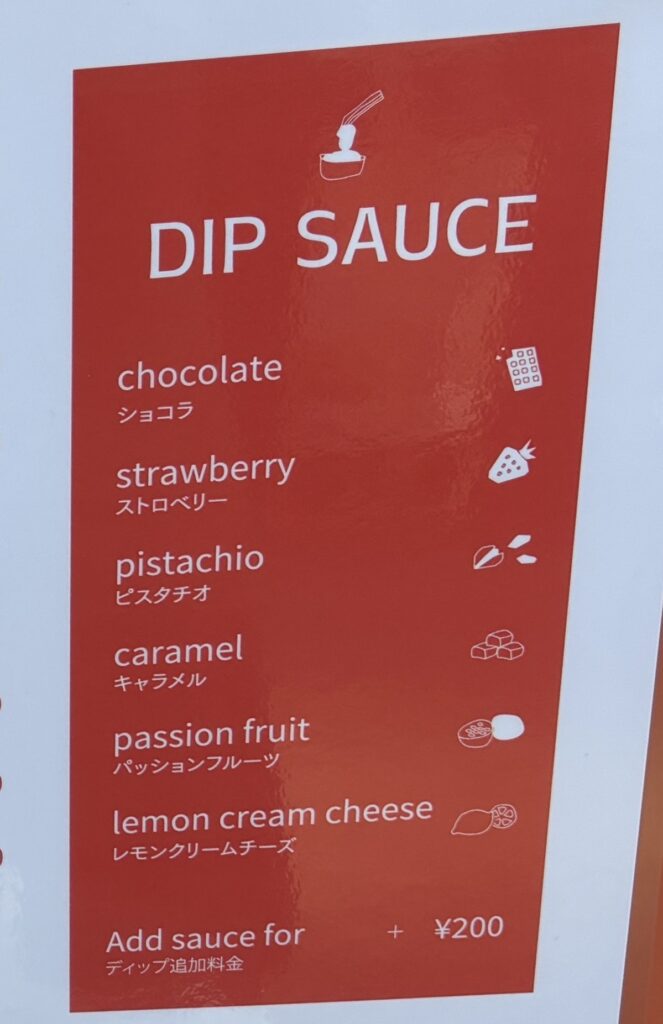 DIP SAUCE
chocolate
ショコラ
strawberry
ストロベリー
pistachio
ピスタチオ
caramel
キャラメル
passion fruit
パッションフルーツ
lemon cream cheese
レモンクリームチーズ
Add sauce for + ¥200
ディップ追加料金